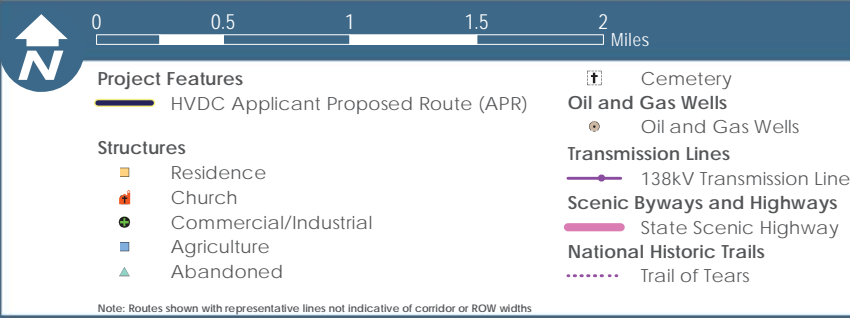 0 0.5 1 1.5 2
Miles
N
Project Features
HVDC Applicant Proposed Route (APR)
Structures
Residence
Church
Commercial/Industrial
Agriculture
Abandoned
Cemetery
Oil and Gas Wells
Oil and Gas Wells
Transmission Lines
138kV Transmission Line
Scenic Byways and Highways
State Scenic Highway
National Historic Trails
Trail of Tears
Note: Routes shown with representative lines not indicative of corridor or ROW widths